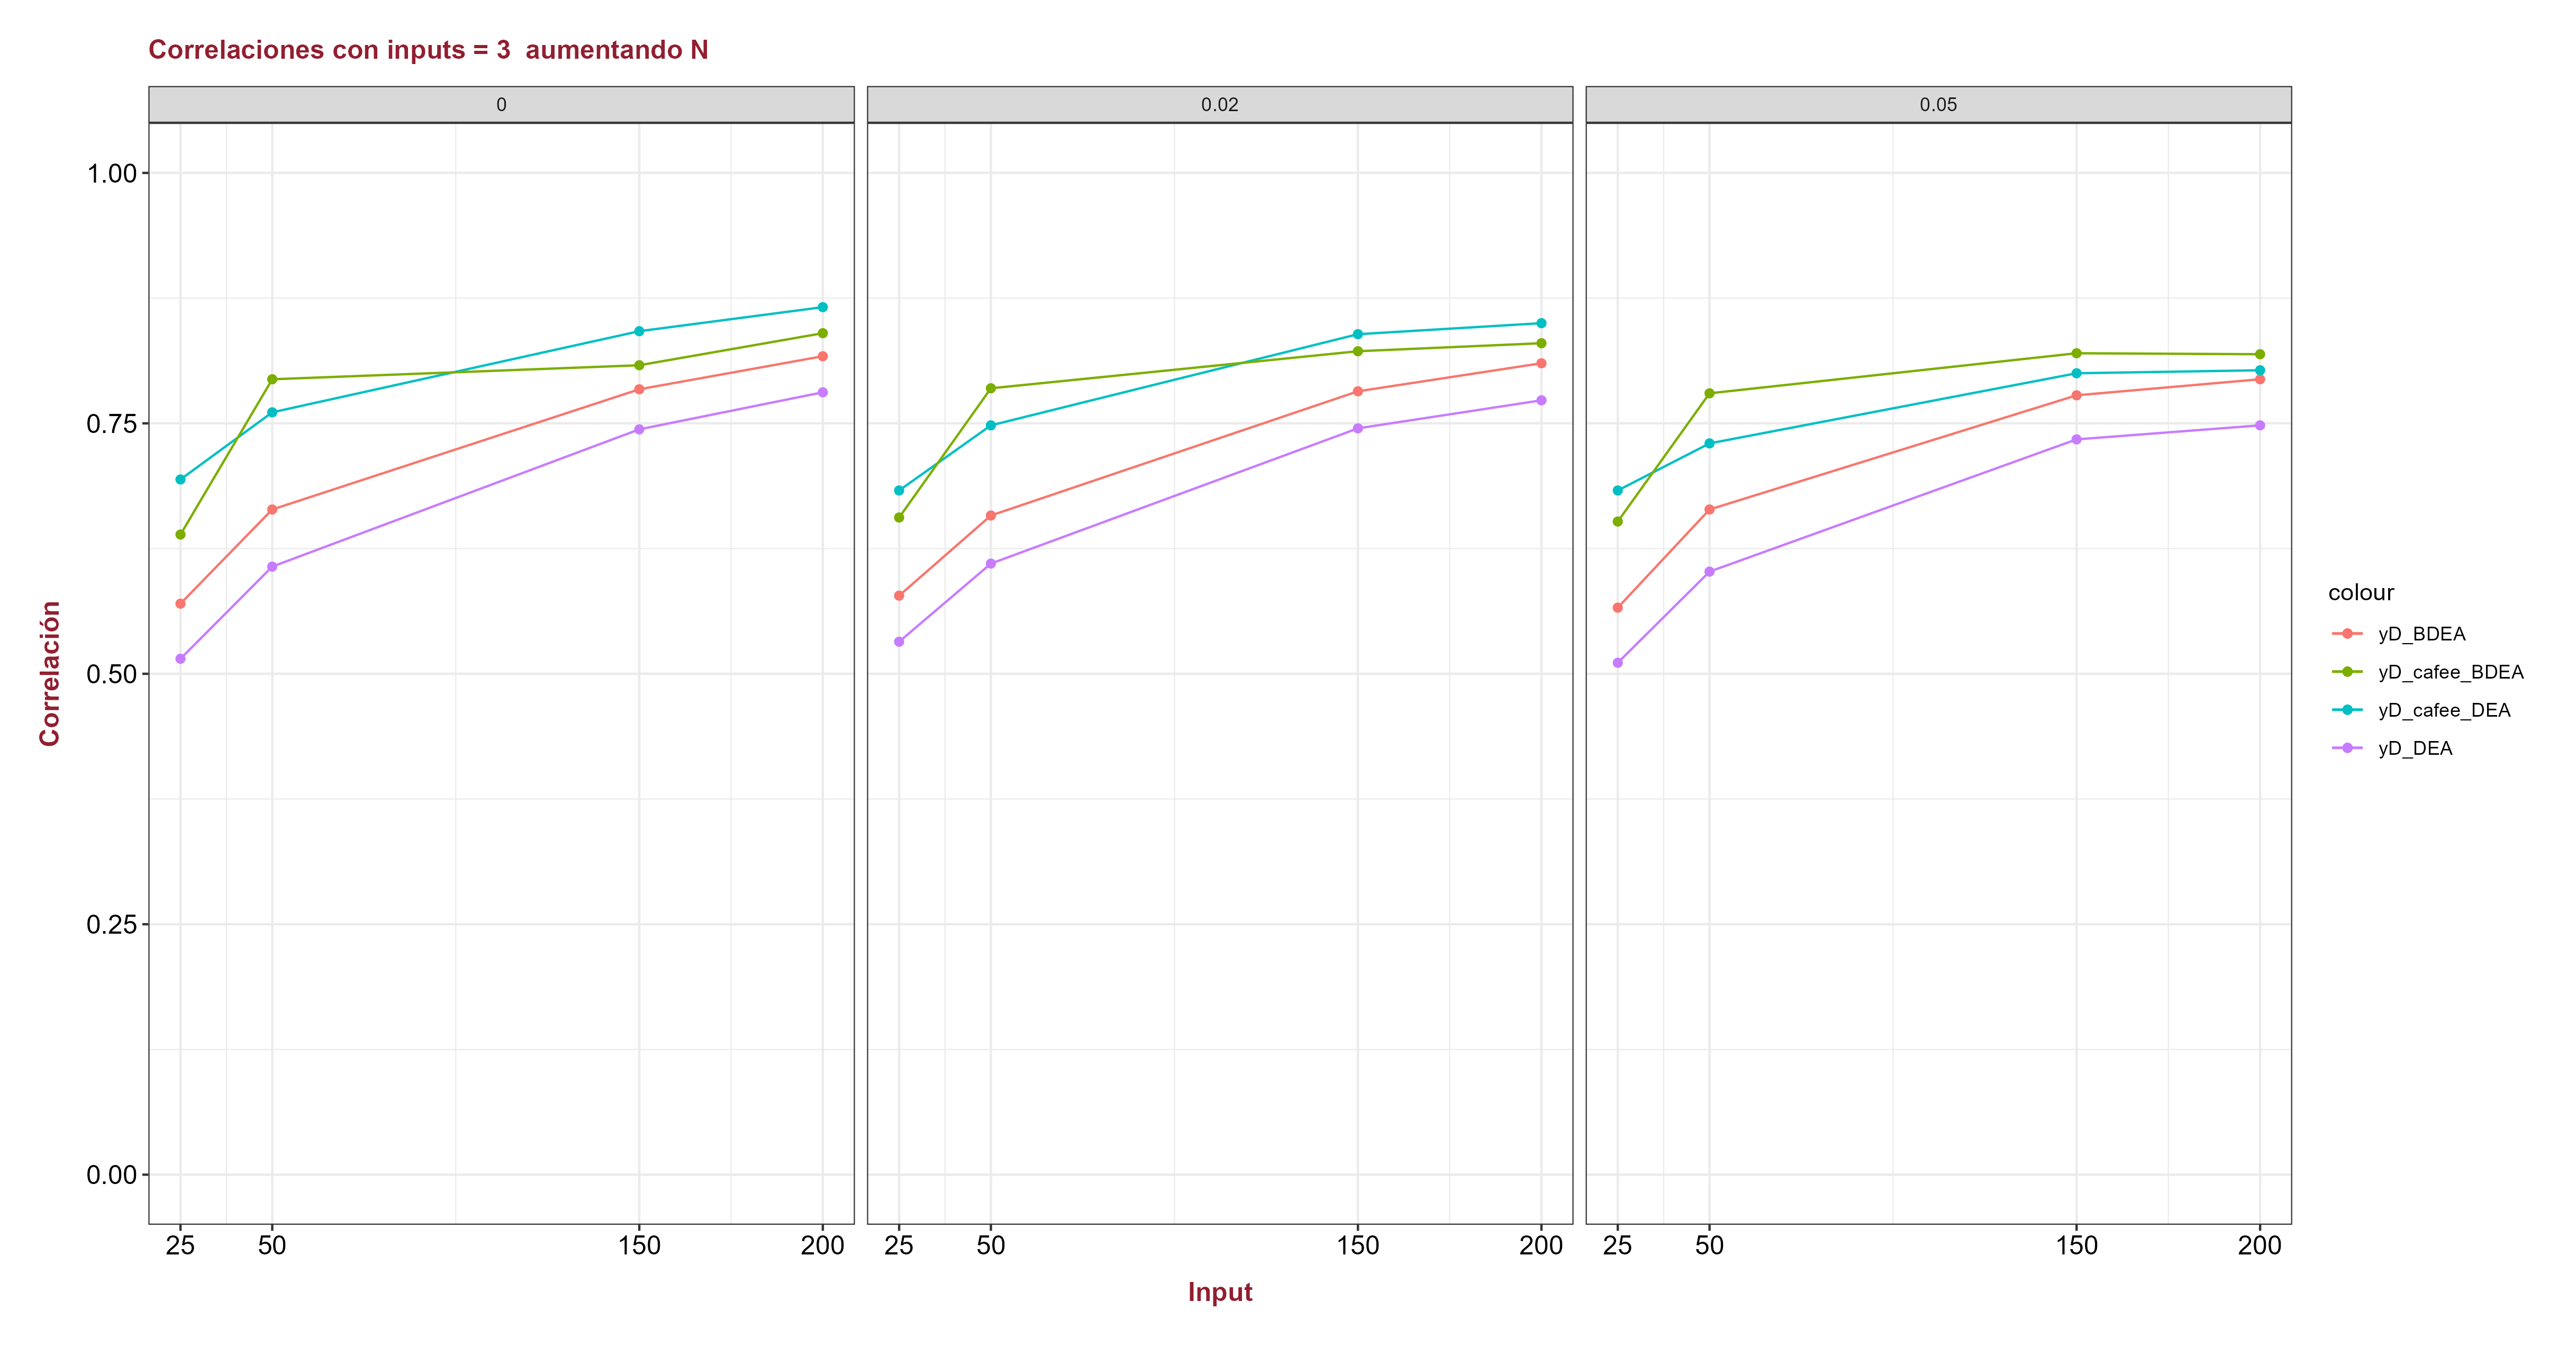 Correlaciones con inputs = 3  aumentando N
0 0.02 0.05
1.00
0.75
0.50
0.25
0.00
Correlación
25 50 150 200 25 50 150 200 25 50 150 200
Input
colour
yD_BDEA
yD_cafee_BDEA
yD_cafee_DEA
yD_DEA